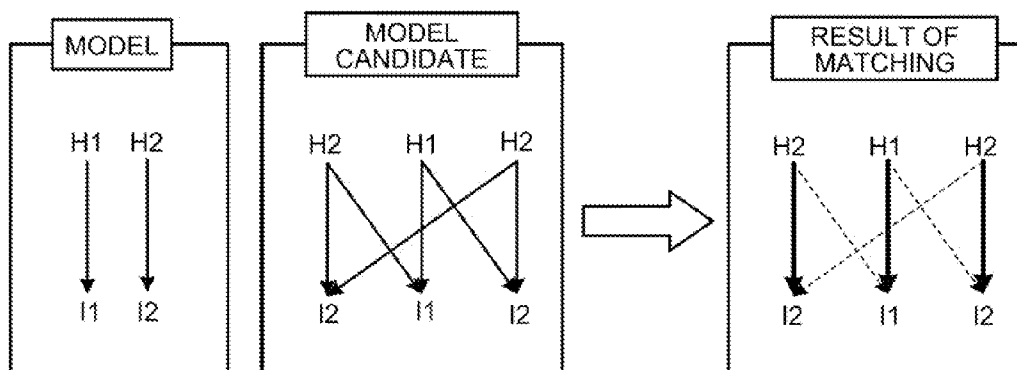 MODEL
H1 H2
I1 I2
MODEL
CANDIDATE
H2 H1 H2
I2 I1 I2
RESULT OF
MATCHING
H2 H1 H2
I2 I1 I2